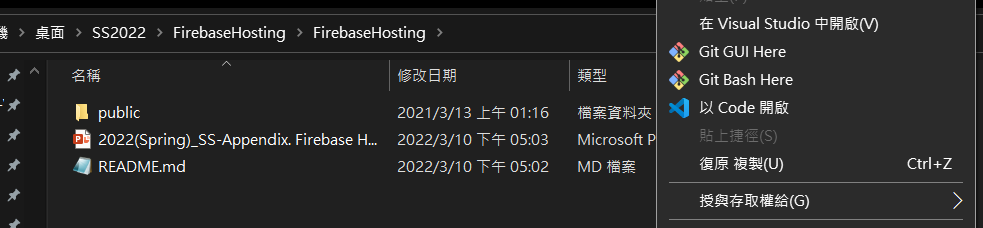 機 › 桌面 › SS2022 › FirebaseHosting › FirebaseHosting ›
名稱 修改日期 類型
public 2021/3/13 上午 01:16 檔案資料夾
2022(Spring)_SS-Appendix. Firebase H... 2022/3/10 下午 05:03 Microsoft P
README.md 2022/3/10 下午 05:02 MD 檔案
在 Visual Studio 中開啟(V)
Git GUI Here
Git Bash Here
以 Code 開啟
貼上捷徑(S)
復原 複製(U) Ctrl+Z
授與存取權給(G)